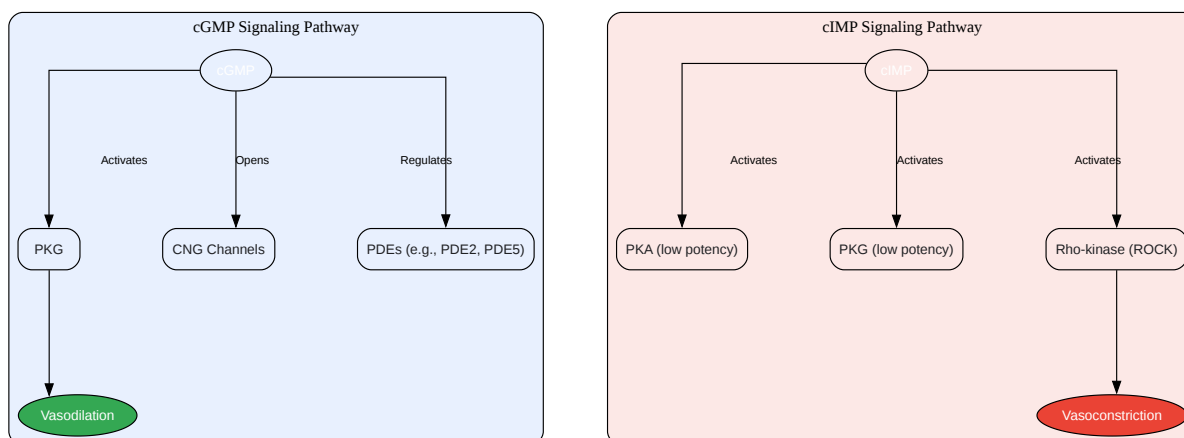 cGMP Signaling Pathway
cGMP
Activates
Opens
Regulates
PKG
CNG Channels
PDEs (e.g., PDE2, PDE5)
Vasodilation
cIMP Signaling Pathway
cIMP
Activates
Activates
Activates
PKA (low potency)
PKG (low potency)
Rho-kinase (ROCK)
Vasoconstriction